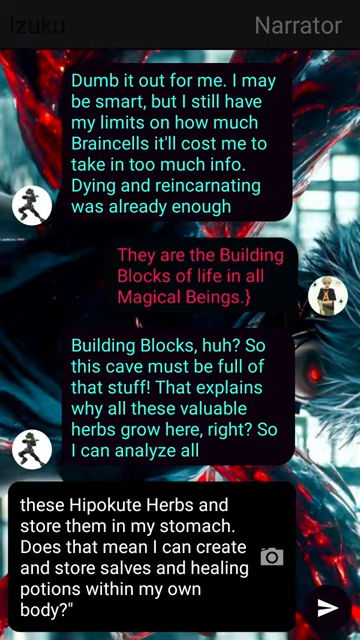 Izuku
Narrator
Dumb it out for me. I may
be smart, but I still have
my limits on how much
Braincells it'll cost me to
take in too much info.
Dying and reincarnating
was already enough
They are the Building
Blocks of life in all
Magical Beings.}
Building Blocks, huh? So
this cave must be full of
that stuff! That explains
why all these valuable
herbs grow here, right? So
I can analyze all
these Hipokute Herbs and
store them in my stomach.
Does that mean I can create
and store salves and healing
potions within my own
body?"